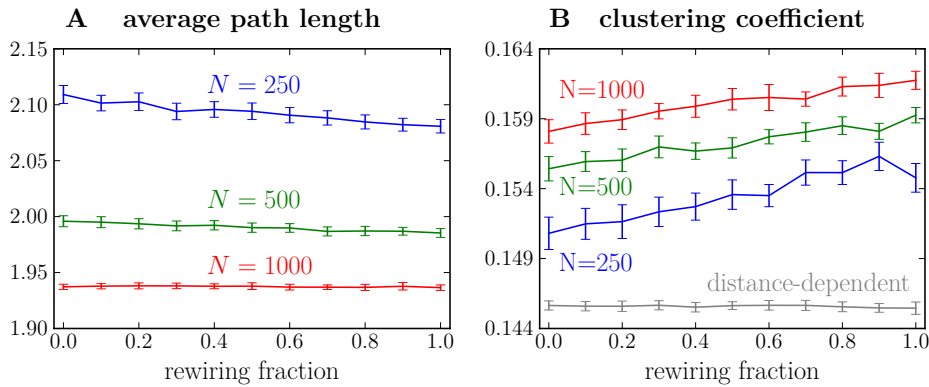 A average path length
2.15
2.10
2.05
2.00
1.95
1.90
N = 250
N = 500
N = 1000
0.0 0.2 0.4 0.6 0.8 1.0
rewiring fraction
B clustering coefficient
0.164
0.159
0.154
0.149
0.144
N=1000
N=500
N=250
distance-dependent
0.0 0.2 0.4 0.6 0.8 1.0
rewiring fraction